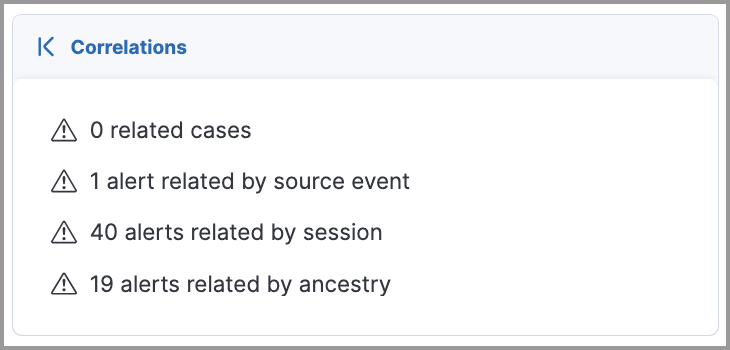 Correlations
0 related cases
1 alert related by source event
40 alerts related by session
19 alerts related by ancestry